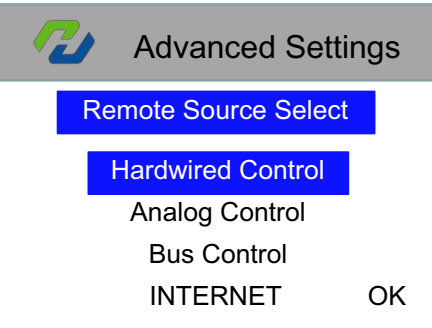 Advanced Settings
Remote Source Select
Hardwired Control
Analog Control
Bus Control
INTERNET OK